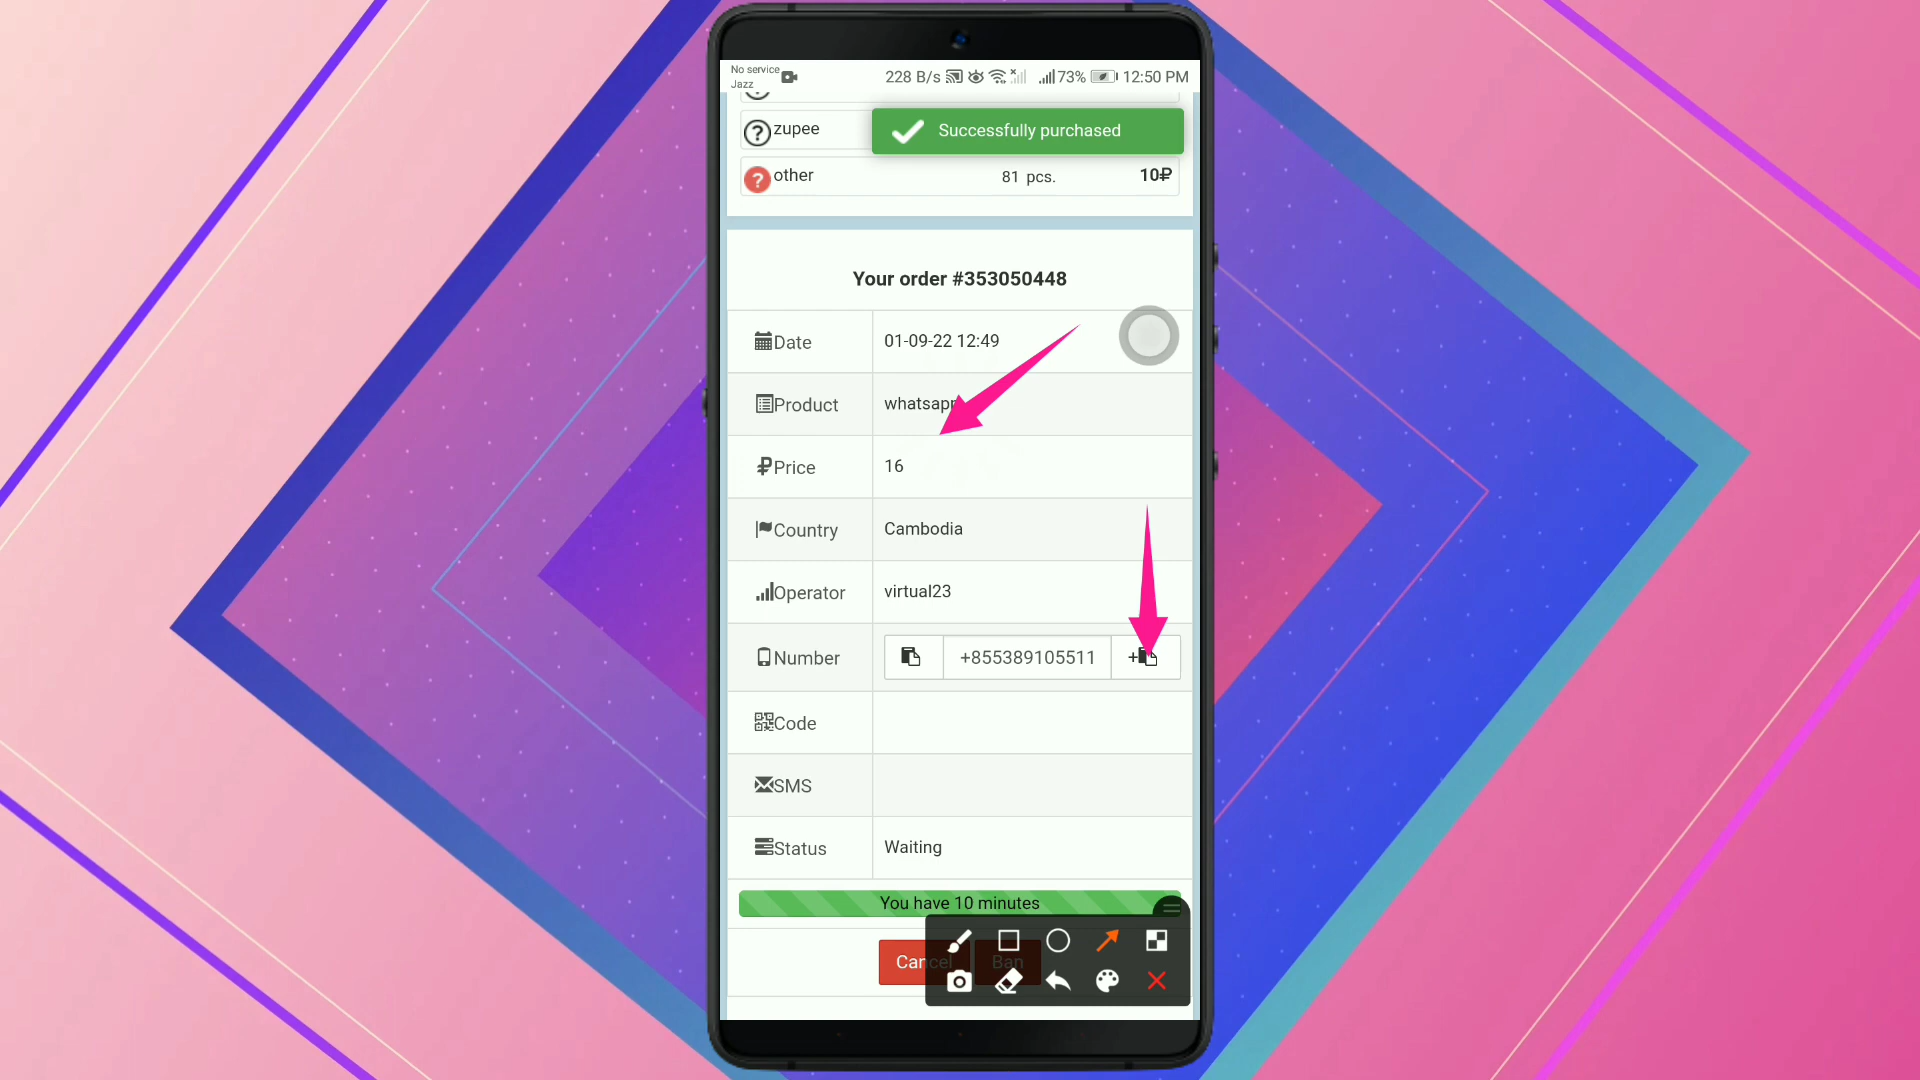 No service
Jazz
228 B/s 73% 12:50 PM
zupee
Successfully purchased
other 81 pcs. 10₽
Your order #353050448
Date 01-09-22 12:49
Product whatsapp
Price 16
Country Cambodia
Operator virtual23
Number +855389105511 +
Code
SMS
Status Waiting
You have 10 minutes
Cancel Ban